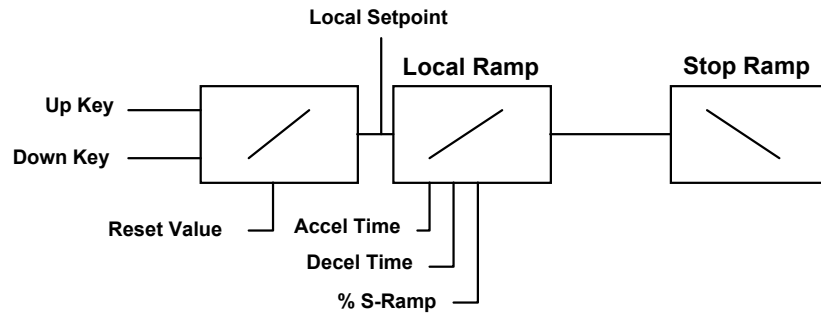 Local Setpoint
Local Ramp
Stop Ramp
Up Key
Down Key
Reset Value
Accel Time
Decel Time
% S-Ramp